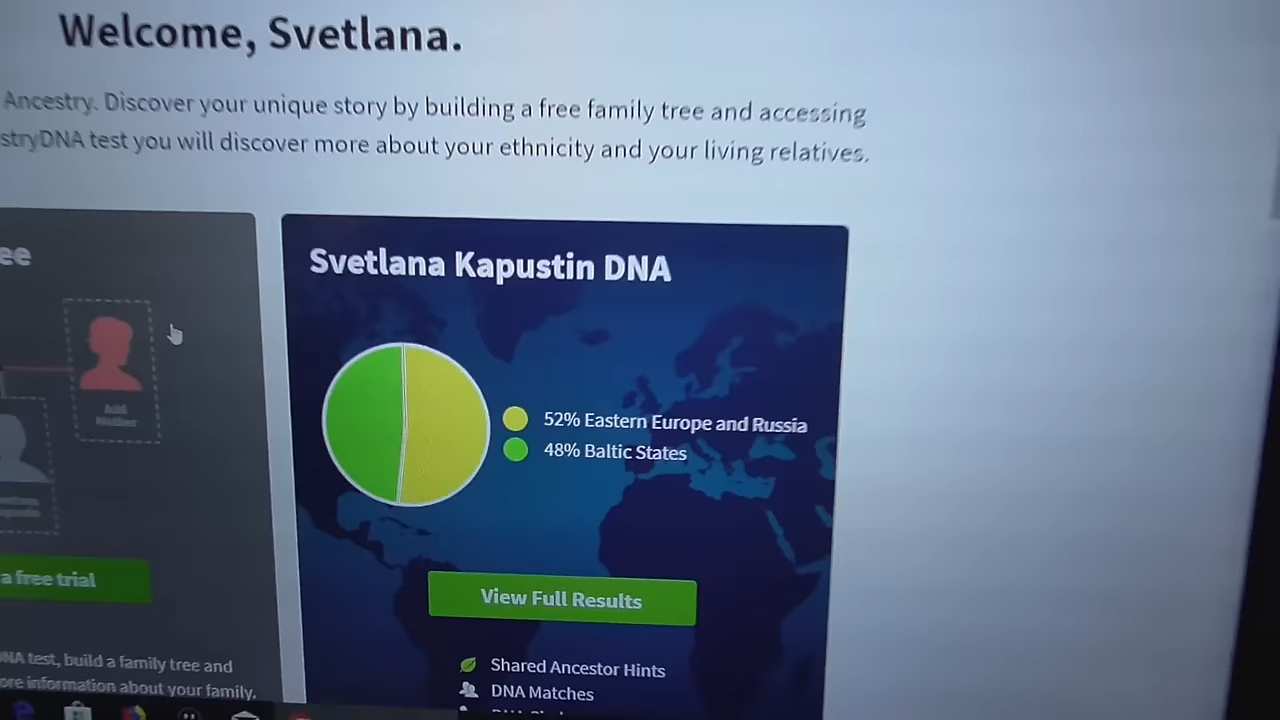 Welcome, Svetlana.
Ancestry. Discover your unique story by building a free family tree and accessing
stryDNA test you will discover more about your ethnicity and your living relatives.
ee
Add
Mother
a free trial
NA test, build a family tree and
ore information about your family.
Svetlana Kapustin DNA
52% Eastern Europe and Russia
48% Baltic States
View Full Results
Shared Ancestor Hints
DNA Matches